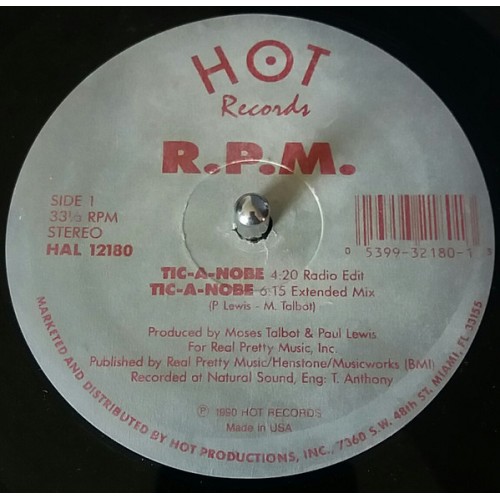 HOT
Records
R.P.M.
SIDE 1
33⅓ RPM
STEREO
HAL 12180
0 5399-32180-1
TIC-A-NOBE 4:20 Radio Edit
TIC-A-NOBE 6:15 Extended Mix
(P. Lewis - M. Talbot)
Produced by Moses Talbot & Paul Lewis
For Real Pretty Music, Inc.
Published by Real Pretty Music/Henstone/Musicworks (BMI)
Recorded at Natural Sound, Eng: T. Anthony
℗ 1990 HOT RECORDS
Made in USA
MARKETED AND DISTRIBUTED BY HOT PRODUCTIONS, INC., 7360 S.W. 48th ST. MIAMI, FL 33155